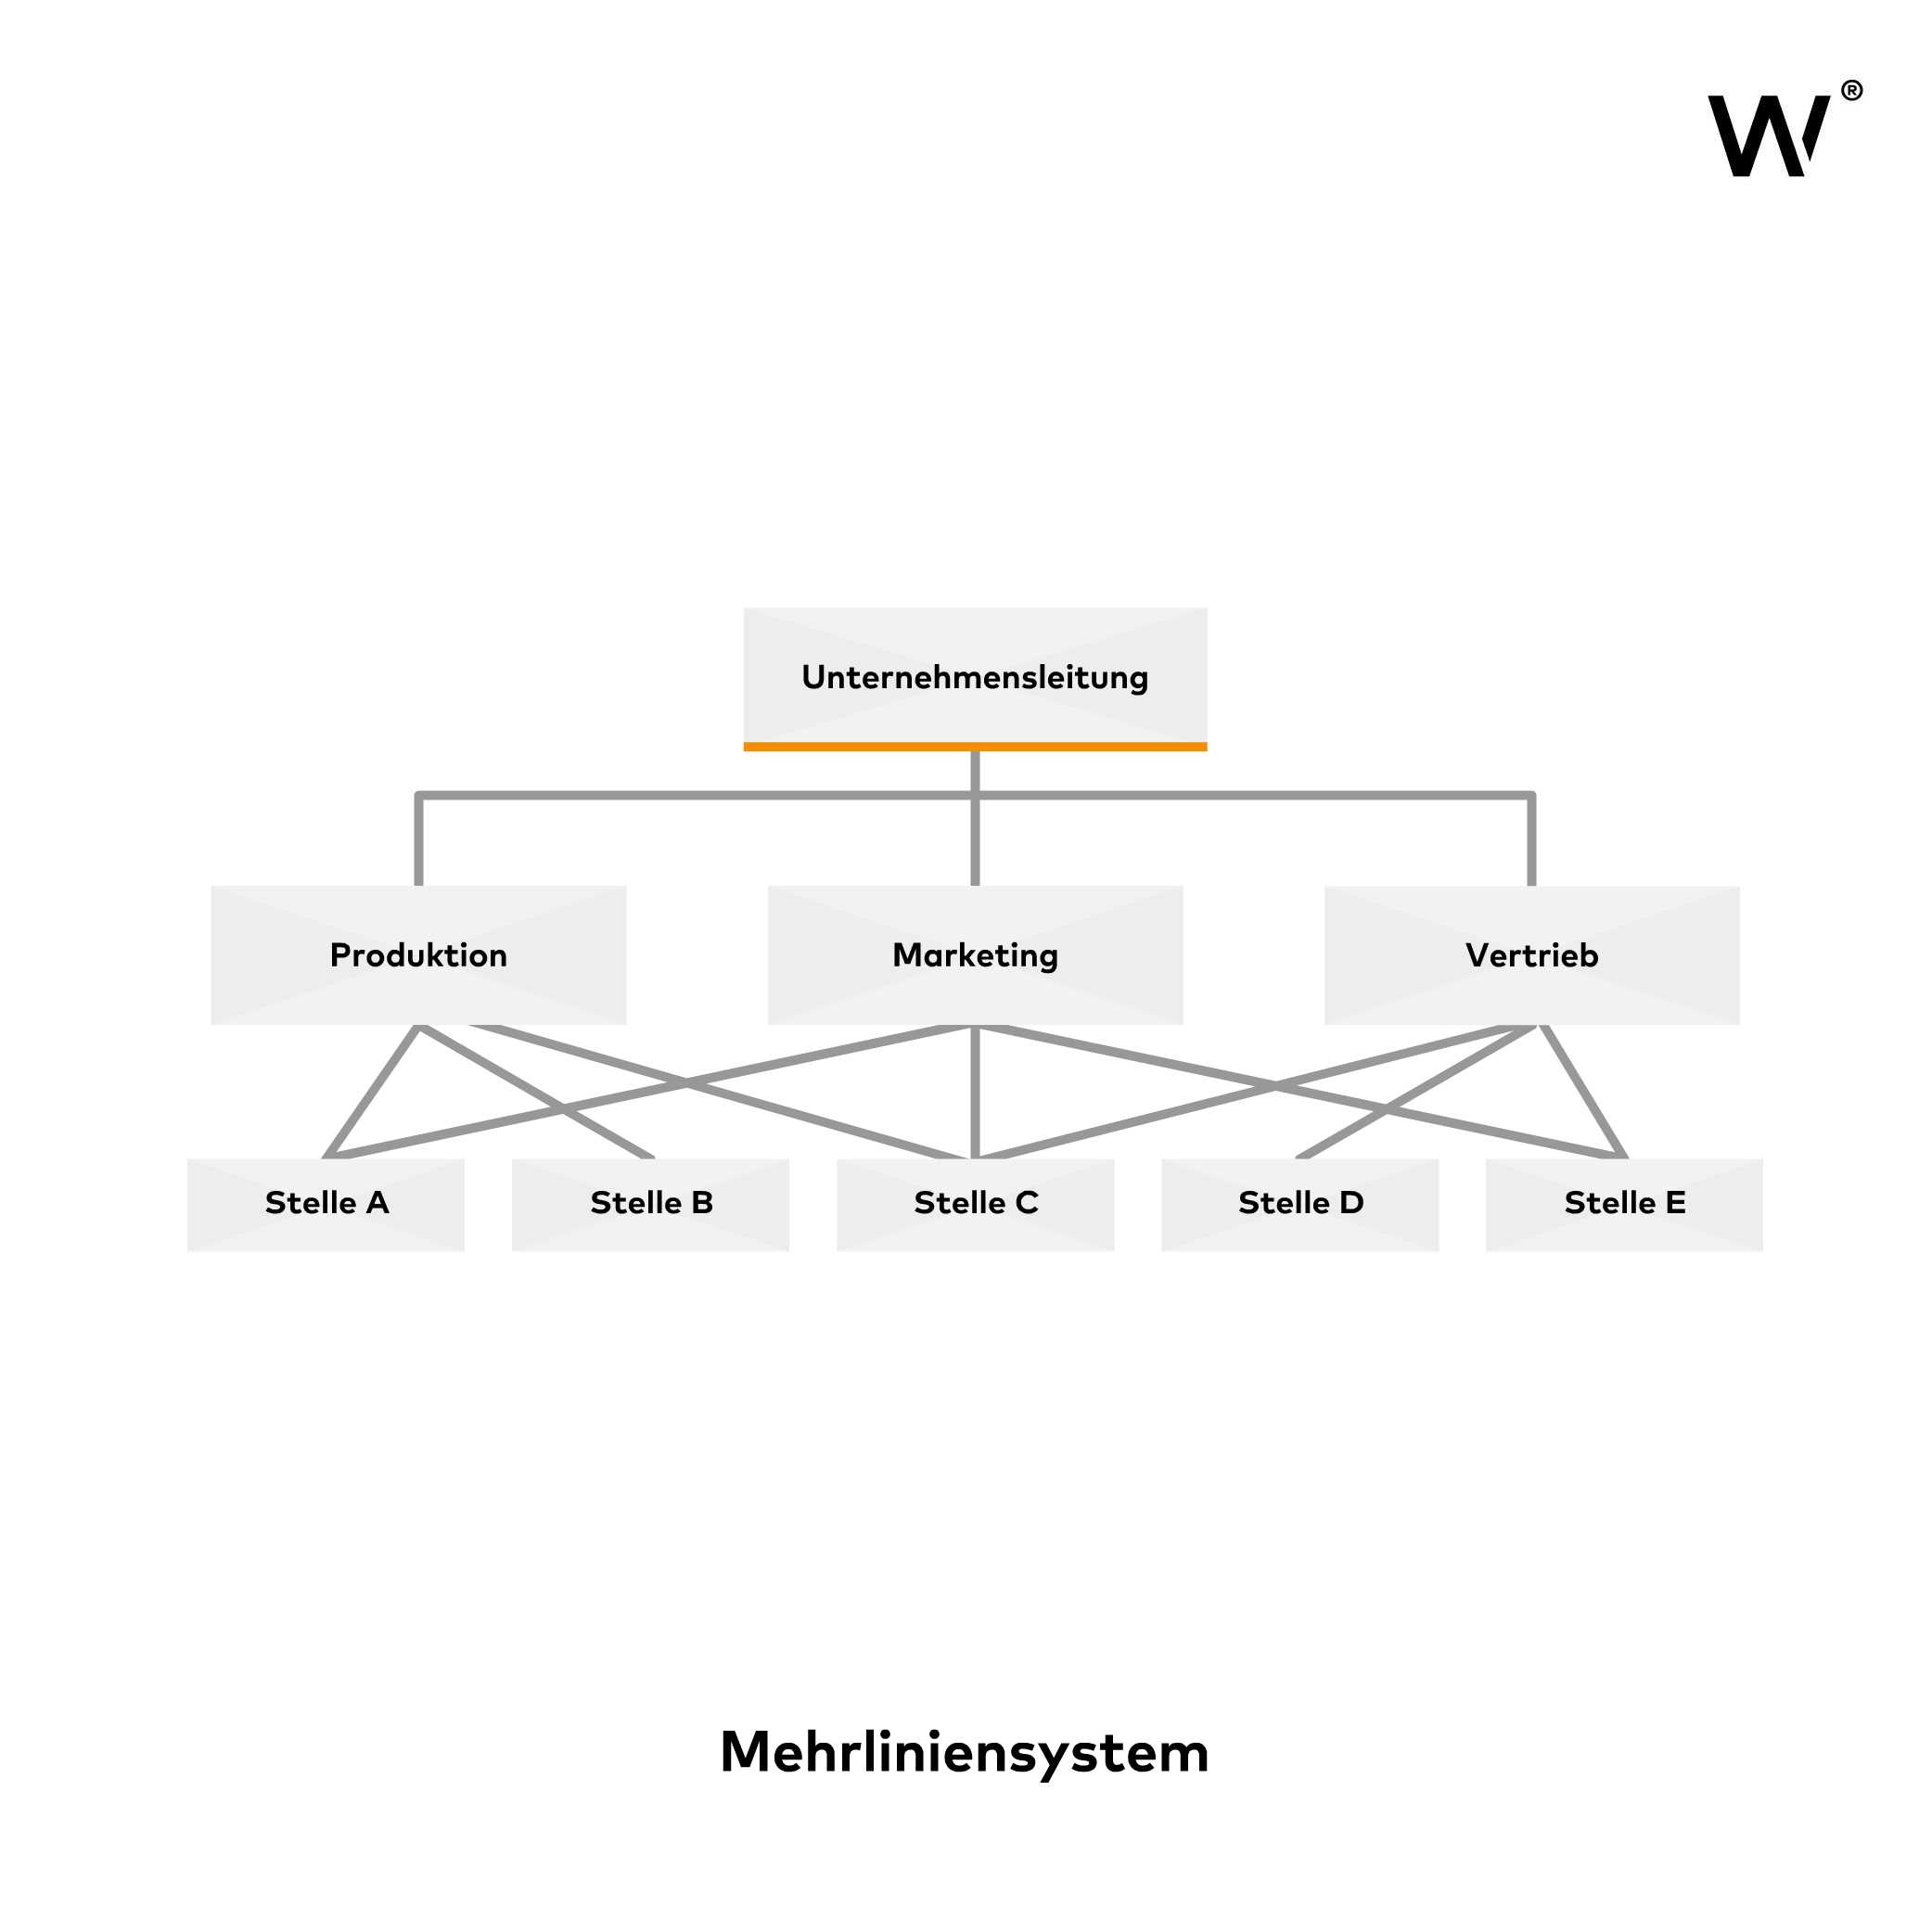 W®
Unternehmensleitung
Produktion
Marketing
Vertrieb
Stelle A
Stelle B
Stelle C
Stelle D
Stelle E
Mehrliniensystem